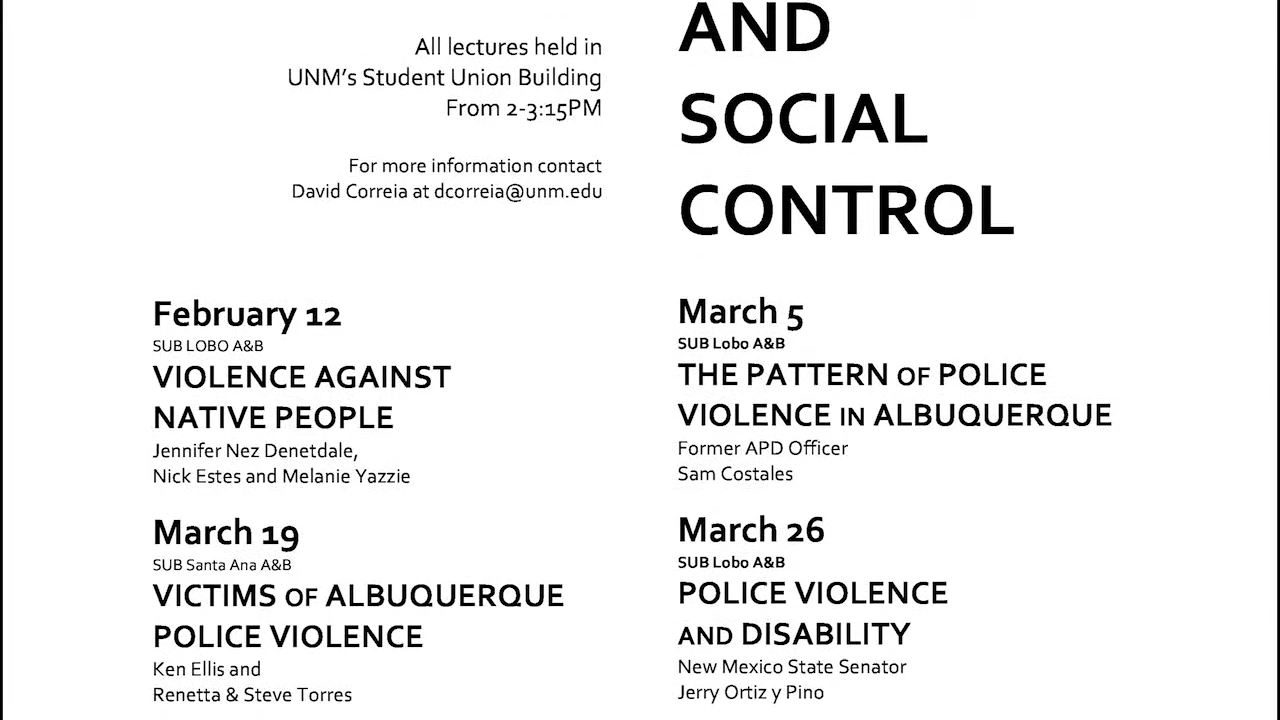 All lectures held in
UNM's Student Union Building
From 2-3:15PM
For more information contact
David Correia at dcorreia@unm.edu
AND
SOCIAL
CONTROL
February 12
SUB LOBO A&B
VIOLENCE AGAINST
NATIVE PEOPLE
Jennifer Nez Denetdale,
Nick Estes and Melanie Yazzie
March 5
SUB Lobo A&B
THE PATTERN OF POLICE
VIOLENCE IN ALBUQUERQUE
Former APD Officer
Sam Costales
March 19
SUB Santa Ana A&B
VICTIMS OF ALBUQUERQUE
POLICE VIOLENCE
Ken Ellis and
Renetta & Steve Torres
March 26
SUB Lobo A&B
POLICE VIOLENCE
AND DISABILITY
New Mexico State Senator
Jerry Ortiz y Pino